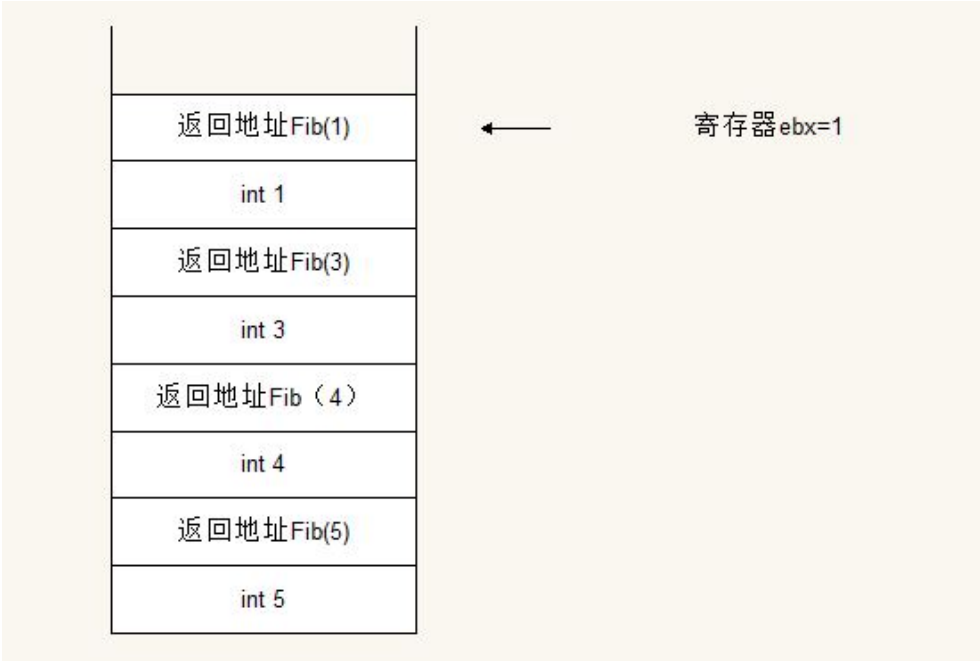 返回地址Fib(1)
寄存器ebx=1
int 1
返回地址Fib(3)
int 3
返回地址Fib（4）
int 4
返回地址Fib(5)
int 5